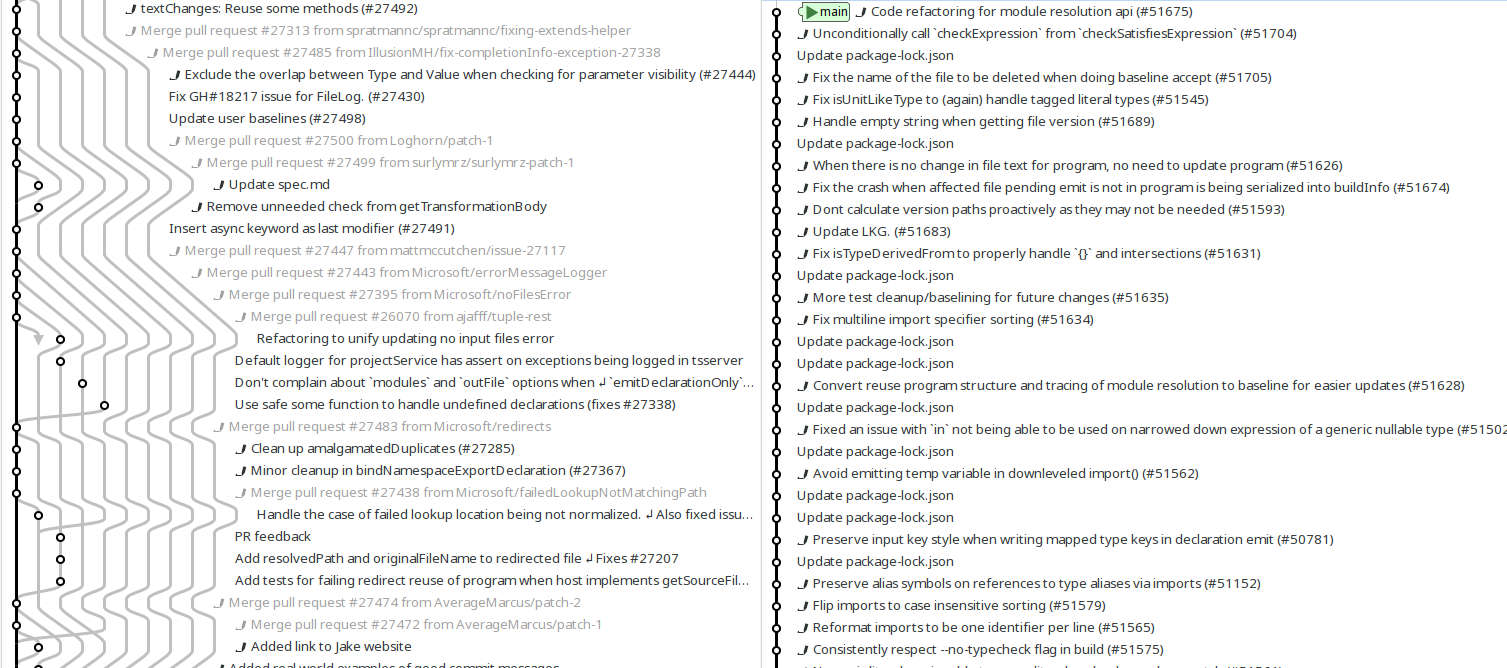 textChanges: Reuse some methods (#27492)
Merge pull request #27313 from spratmannc/spratmannc/fixing-extends-helper
Merge pull request #27485 from IllusionMH/fix-completionInfo-exception-27338
Exclude the overlap between Type and Value when checking for parameter visibility (#27444)
Fix GH#18217 issue for FileLog. (#27430)
Update user baselines (#27498)
Merge pull request #27500 from Loghorn/patch-1
Merge pull request #27499 from surlymrz/surlymrz-patch-1
Update spec.md
Remove unneeded check from getTransformationBody
Insert async keyword as last modifier (#27491)
Merge pull request #27447 from mattmccutchen/issue-27117
Merge pull request #27443 from Microsoft/errorMessageLogger
Merge pull request #27395 from Microsoft/noFilesError
Merge pull request #26070 from ajafff/tuple-rest
Refactoring to unify updating no input files error
Default logger for projectService has assert on exceptions being logged in tsserver
Don't complain about `modules` and `outFile` options when ↲ `emitDeclarationOnly`...
Use safe some function to handle undefined declarations (fixes #27338)
Merge pull request #27483 from Microsoft/redirects
Clean up amalgamatedDuplicates (#27285)
Minor cleanup in bindNamespaceExportDeclaration (#27367)
Merge pull request #27438 from Microsoft/failedLookupNotMatchingPath
Handle the case of failed lookup location being not normalized. ↲ Also fixed issu...
PR feedback
Add resolvedPath and originalFileName to redirected file ↲ Fixes #27207
Add tests for failing redirect reuse of program when host implements getSourceFil...
Merge pull request #27474 from AverageMarcus/patch-2
Merge pull request #27472 from AverageMarcus/patch-1
Added link to Jake website
Added real world examples of good commit messages
main Code refactoring for module resolution api (#51675)
Unconditionally call `checkExpression` from `checkSatisfiesExpression` (#51704)
Update package-lock.json
Fix the name of the file to be deleted when doing baseline accept (#51705)
Fix isUnitLikeType to (again) handle tagged literal types (#51545)
Handle empty string when getting file version (#51689)
Update package-lock.json
When there is no change in file text for program, no need to update program (#51626)
Fix the crash when affected file pending emit is not in program is being serialized into buildInfo (#51674)
Dont calculate version paths proactively as they may not be needed (#51593)
Update LKG. (#51683)
Fix isTypeDerivedFrom to properly handle `{}` and intersections (#51631)
Update package-lock.json
More test cleanup/baselining for future changes (#51635)
Fix multiline import specifier sorting (#51634)
Update package-lock.json
Update package-lock.json
Convert reuse program structure and tracing of module resolution to baseline for easier updates (#51628)
Update package-lock.json
Fixed an issue with `in` not being able to be used on narrowed down expression of a generic nullable type (#51502
Update package-lock.json
Avoid emitting temp variable in downleveled import() (#51562)
Update package-lock.json
Update package-lock.json
Preserve input key style when writing mapped type keys in declaration emit (#50781)
Update package-lock.json
Preserve alias symbols on references to type aliases via imports (#51152)
Flip imports to case insensitive sorting (#51579)
Reformat imports to be one identifier per line (#51565)
Consistently respect --no-typecheck flag in build (#51575)